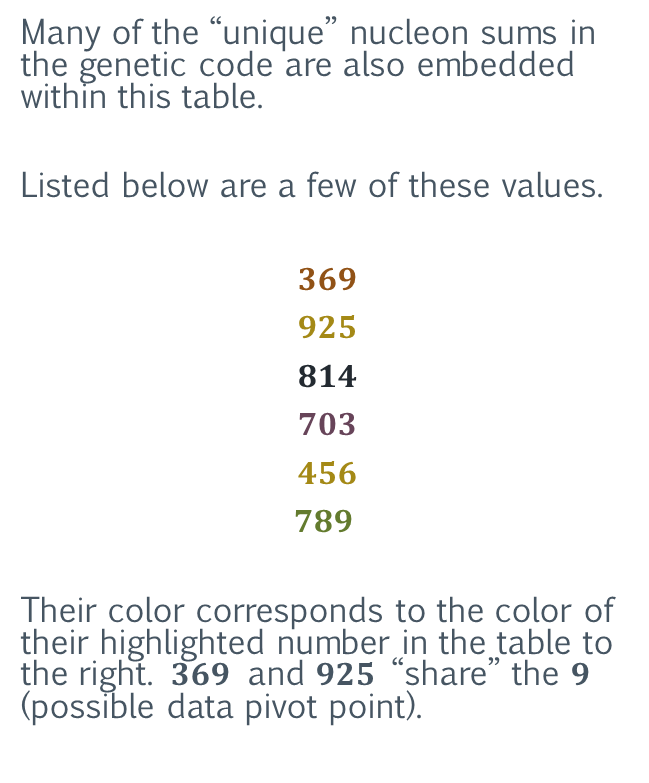 Many of the “unique” nucleon sums in
the genetic code are also embedded
within this table.
Listed below are a few of these values.
369
925
814
703
456
789
Their color corresponds to the color of
their highlighted number in the table to
the right. 369 and 925 “share” the 9
(possible data pivot point).